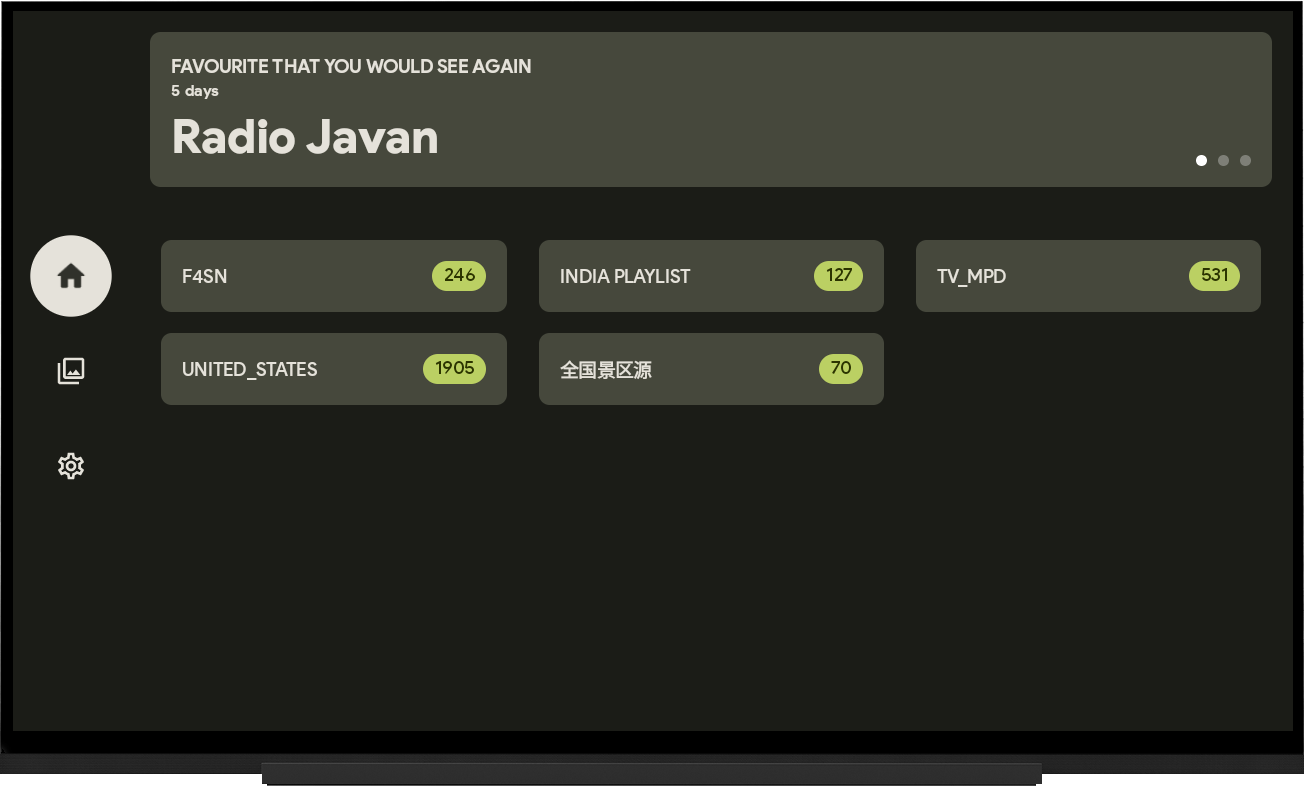 FAVOURITE THAT YOU WOULD SEE AGAIN
5 days
Radio Javan
F4SN 246
INDIA PLAYLIST 127
TV_MPD 531
UNITED_STATES 1905
全国景区源 70